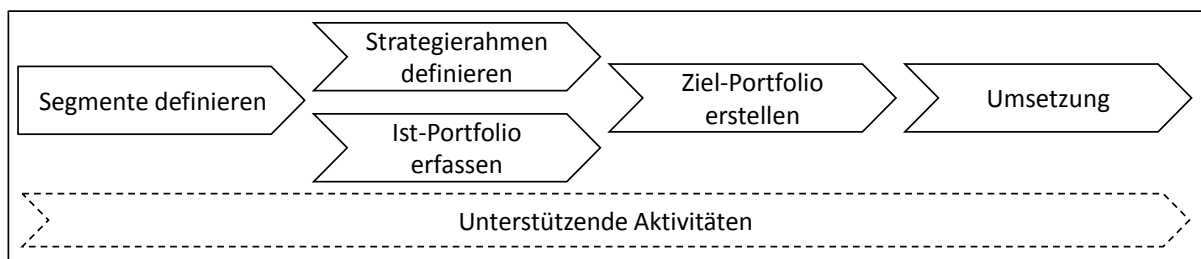 Segmente definieren
Strategierahmen
definieren
Ist-Portfolio
erfassen
Ziel-Portfolio
erstellen
Umsetzung
Unterstützende Aktivitäten